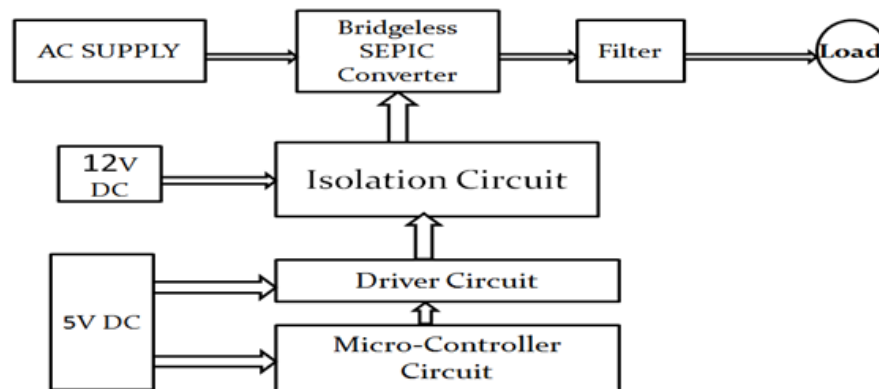 AC SUPPLY
Bridgeless
SEPIC
Converter
Filter
Load
12V
DC
Isolation Circuit
5V DC
Driver Circuit
Micro-Controller
Circuit